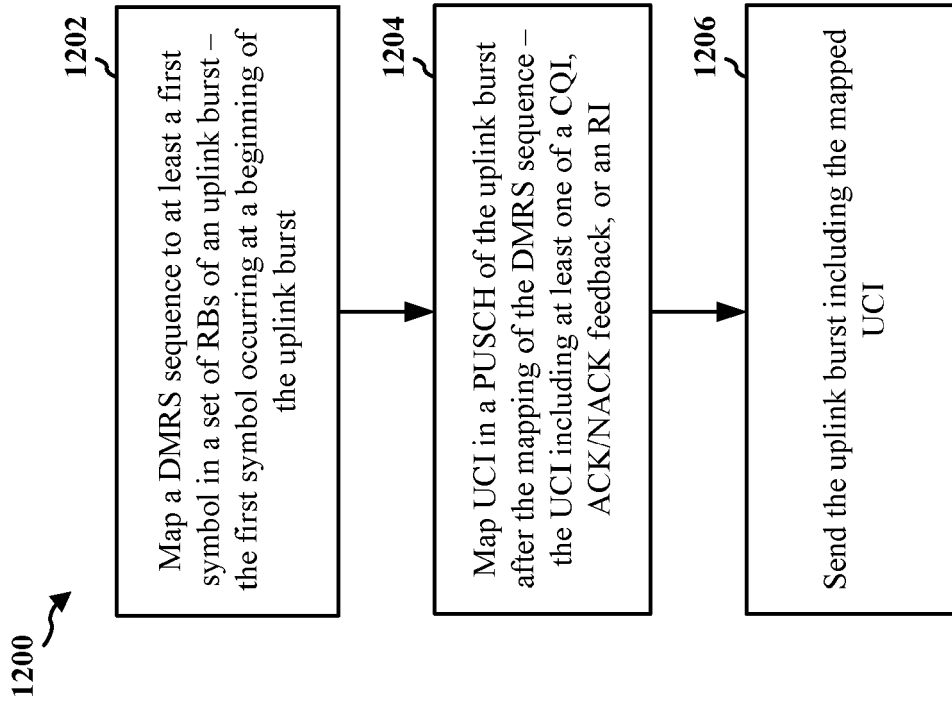 1200
1202
Map a DMRS sequence to at least a first
symbol in a set of RBs of an uplink burst –
the first symbol occurring at a beginning of
the uplink burst
1204
Map UCI in a PUSCH of the uplink burst
after the mapping of the DMRS sequence –
the UCI including at least one of a CQI,
ACK/NACK feedback, or an RI
1206
Send the uplink burst including the mapped
UCI